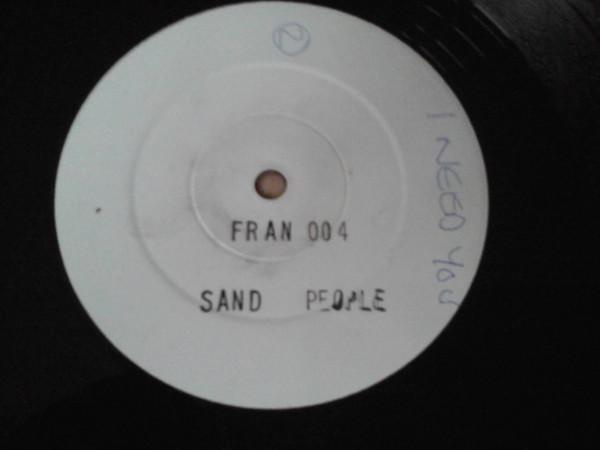 2
I NEED YOU
FRAN 004
SAND PEOPLE